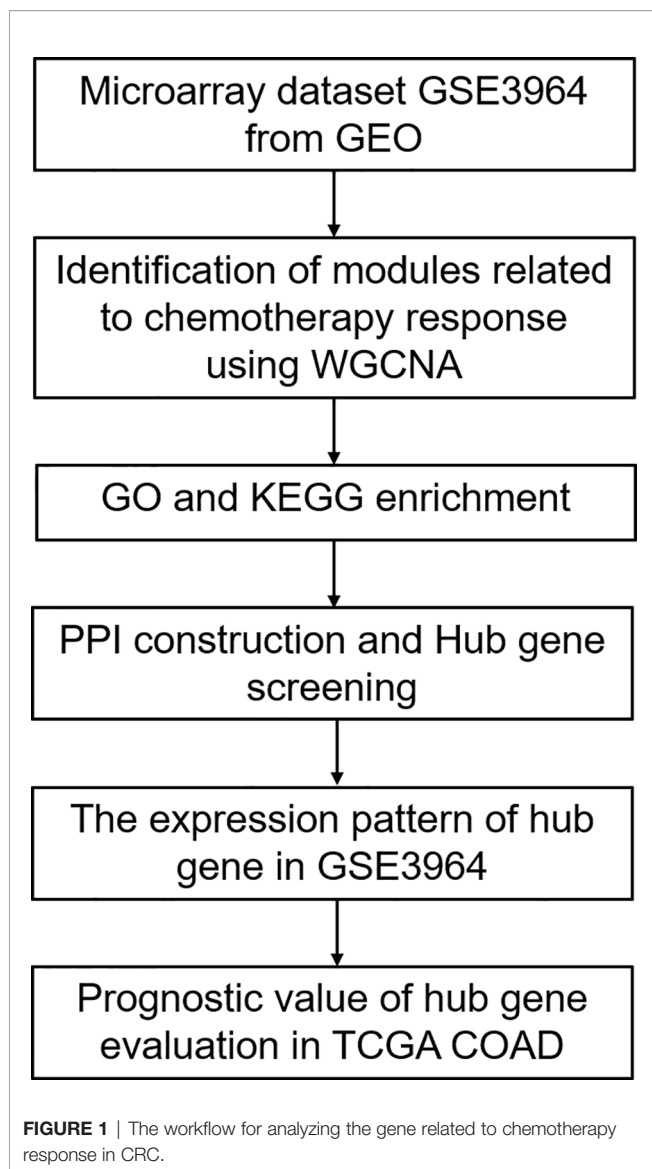 Microarray dataset GSE3964
from GEO
Identification of modules related
to chemotherapy response
using WGCNA
GO and KEGG enrichment
PPI construction and Hub gene
screening
The expression pattern of hub
gene in GSE3964
Prognostic value of hub gene
evaluation in TCGA COAD
FIGURE 1 | The workflow for analyzing the gene related to chemotherapy
response in CRC.